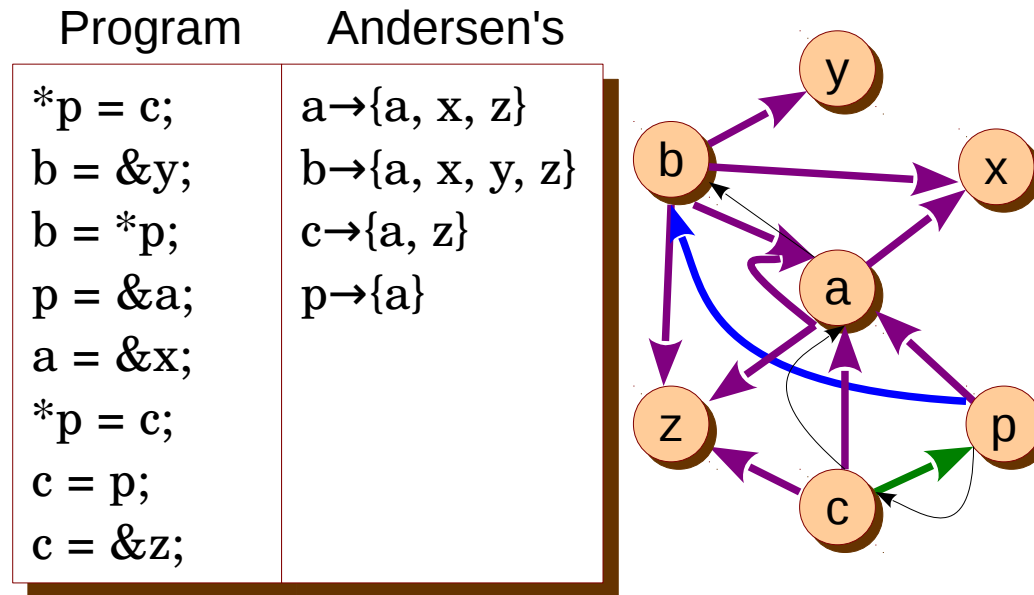 Program Andersen's
*p = c; a→{a, x, z}
b = &y; b→{a, x, y, z}
b = *p; c→{a, z}
p = &a; p→{a}
a = &x;
*p = c;
c = p;
c = &z;
y
b
x
a
z
p
c